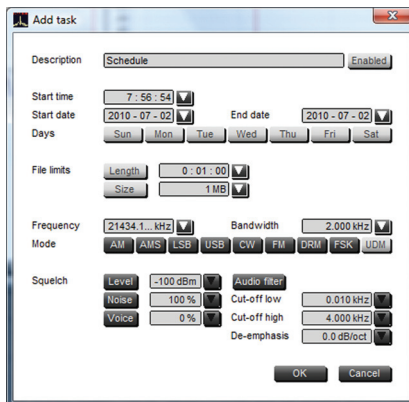 Add task
Description Schedule Enabled
Start time 7 : 56 : 54
Start date 2010 - 07 - 02 End date 2010 - 07 - 02
Days Sun Mon Tue Wed Thu Fri Sat
File limits Length 0 : 01 : 00
Size 1 MB
Frequency 21434.1... kHz Bandwidth 2.000 kHz
Mode AM AMS LSB USB CW FM DRM FSK UDM
Squelch Level -100 dBm Audio filter
Noise 100 % Cut-off low 0.010 kHz
Voice 0 % Cut-off high 4.000 kHz
De-emphasis 0.0 dB/oct
OK Cancel